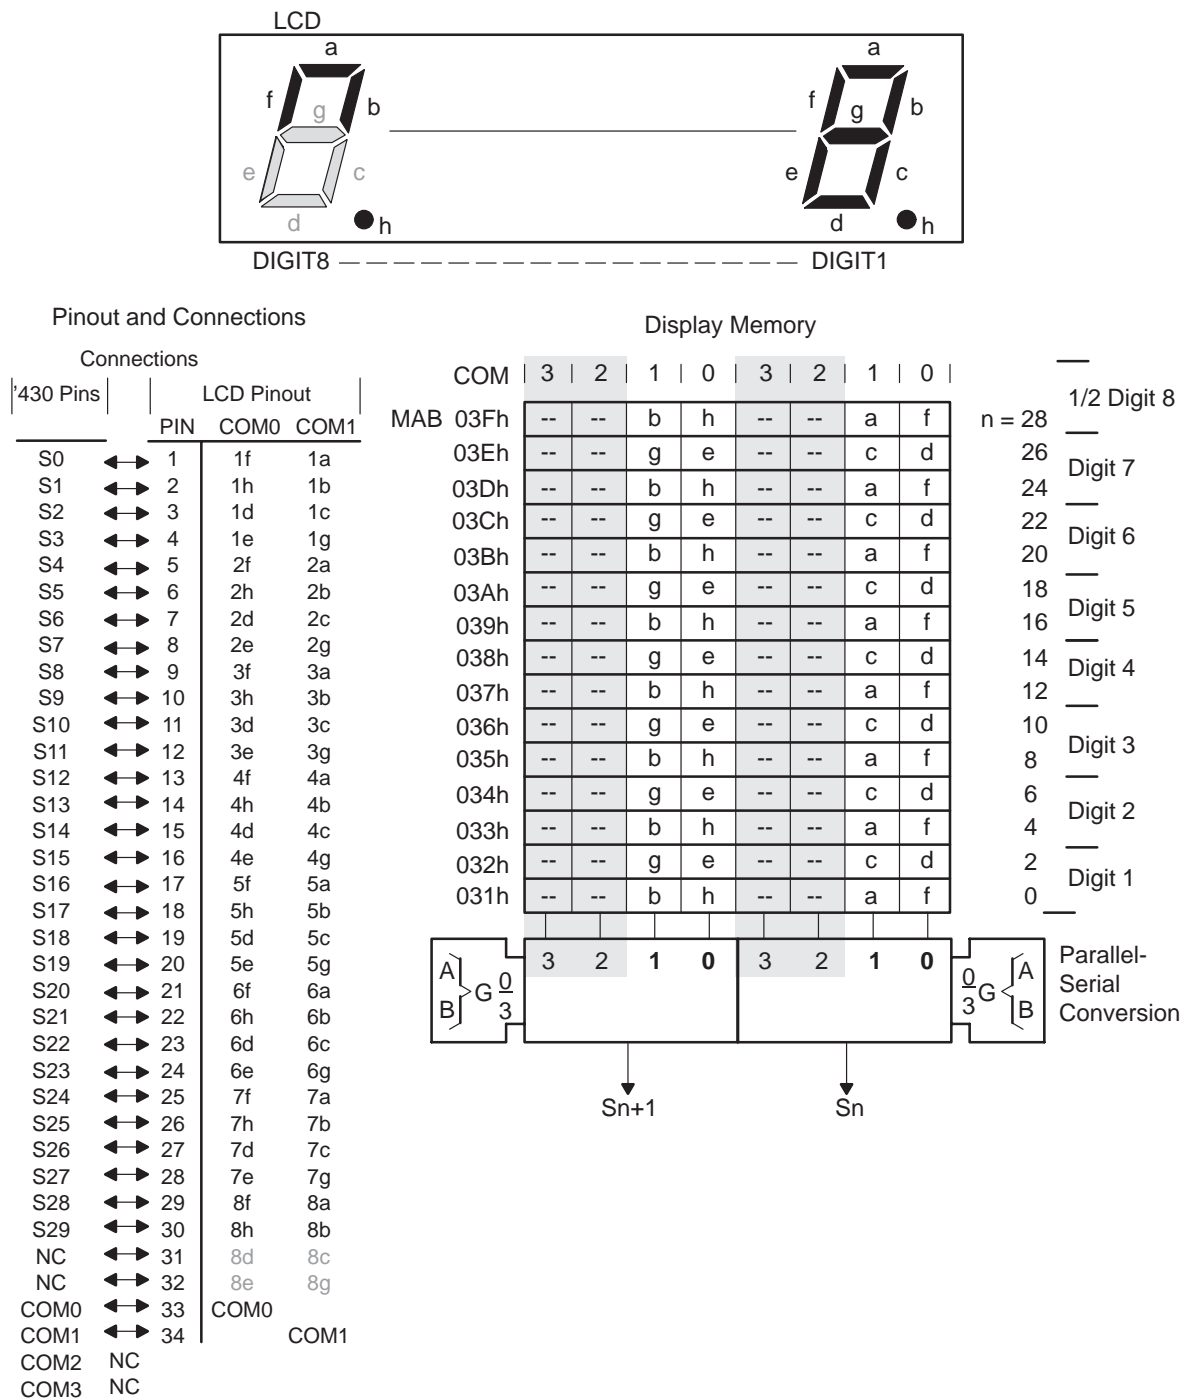 LCD
a
a
f
g
b
f
g
b
e
c
e
c
d
h
d
h
DIGIT8
DIGIT1
Pinout and Connections
Connections
'430 Pins
LCD Pinout
PIN COM0 COM1
S0 1 1f 1a
S1 2 1h 1b
S2 3 1d 1c
S3 4 1e 1g
S4 5 2f 2a
S5 6 2h 2b
S6 7 2d 2c
S7 8 2e 2g
S8 9 3f 3a
S9 10 3h 3b
S10 11 3d 3c
S11 12 3e 3g
S12 13 4f 4a
S13 14 4h 4b
S14 15 4d 4c
S15 16 4e 4g
S16 17 5f 5a
S17 18 5h 5b
S18 19 5d 5c
S19 20 5e 5g
S20 21 6f 6a
S21 22 6h 6b
S22 23 6d 6c
S23 24 6e 6g
S24 25 7f 7a
S25 26 7h 7b
S26 27 7d 7c
S27 28 7e 7g
S28 29 8f 8a
S29 30 8h 8b
NC 31 8d 8c
NC 32 8e 8g
COM0 33 COM0
COM1 34 COM1
COM2 NC
COM3 NC
Display Memory
COM 3 2 1 0 3 2 1 0
MAB 03Fh -- -- b h -- -- a f n = 28
03Eh -- -- g e -- -- c d 26
03Dh -- -- b h -- -- a f 24
03Ch -- -- g e -- -- c d 22
03Bh -- -- b h -- -- a f 20
03Ah -- -- g e -- -- c d 18
039h -- -- b h -- -- a f 16
038h -- -- g e -- -- c d 14
037h -- -- b h -- -- a f 12
036h -- -- g e -- -- c d 10
035h -- -- b h -- -- a f 8
034h -- -- g e -- -- c d 6
033h -- -- b h -- -- a f 4
032h -- -- g e -- -- c d 2
031h -- -- b h -- -- a f 0
1/2 Digit 8
Digit 7
Digit 6
Digit 5
Digit 4
Digit 3
Digit 2
Digit 1
3 2 1 0 3 2 1 0
A
B
G
0
3
0
3
G
A
B
Parallel-
Serial
Conversion
Sn+1
Sn